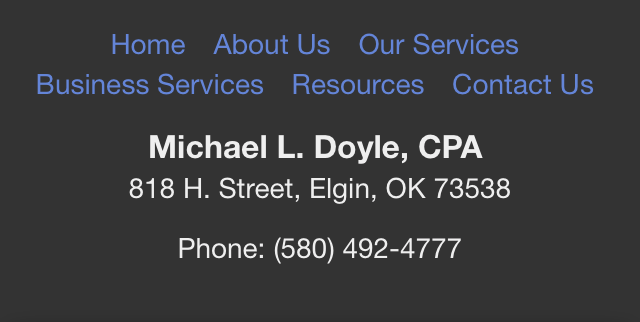 Home About Us Our Services
Business Services Resources Contact Us
Michael L. Doyle, CPA
818 H. Street, Elgin, OK 73538
Phone: (580) 492-4777